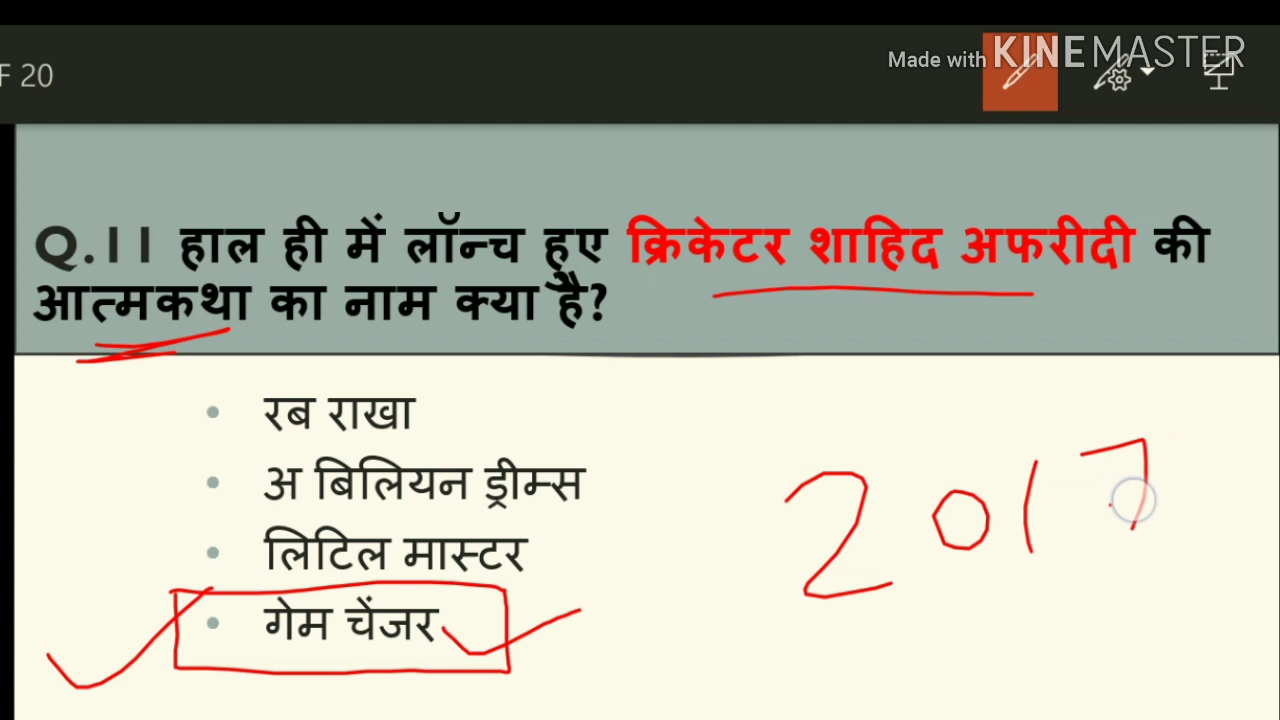 F 20
Made with KINEMASTER
Q.11 हाल ही में लॉन्च हुए क्रिकेटर शाहिद अफरीदी की
आत्मकथा का नाम क्या है?
• रब राखा
• अ बिलियन ड्रीम्स
• लिटिल मास्टर
• गेम चेंजर
2017